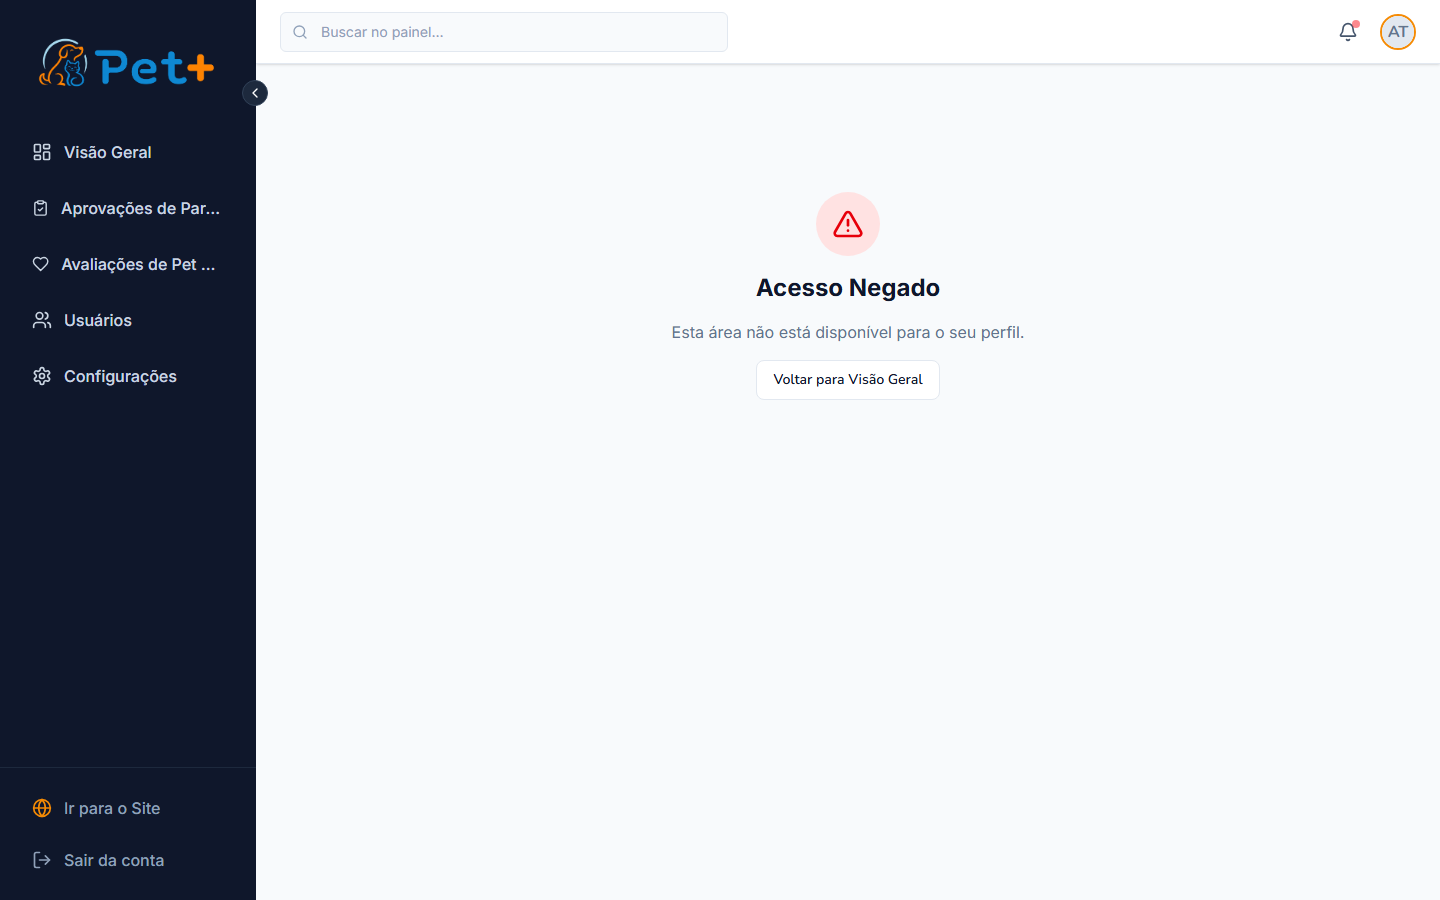 Pet+
Buscar no painel...
AT
Visão Geral
Aprovações de Par...
Avaliações de Pet ...
Usuários
Configurações
Acesso Negado
Esta área não está disponível para o seu perfil.
Voltar para Visão Geral
Ir para o Site
Sair da conta